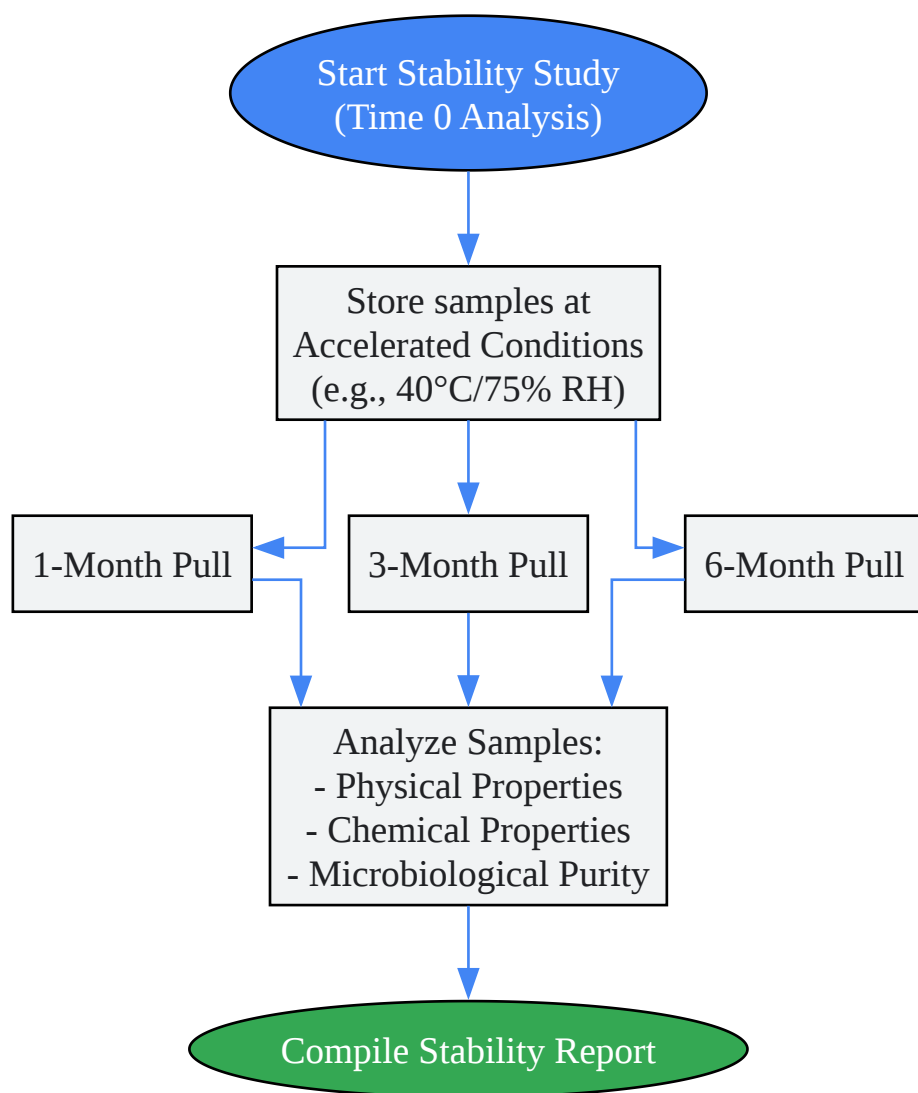 Start Stability Study
(Time 0 Analysis)
Store samples at
Accelerated Conditions
(e.g., 40°C/75% RH)
1-Month Pull
3-Month Pull
6-Month Pull
Analyze Samples:
- Physical Properties
- Chemical Properties
- Microbiological Purity
Compile Stability Report